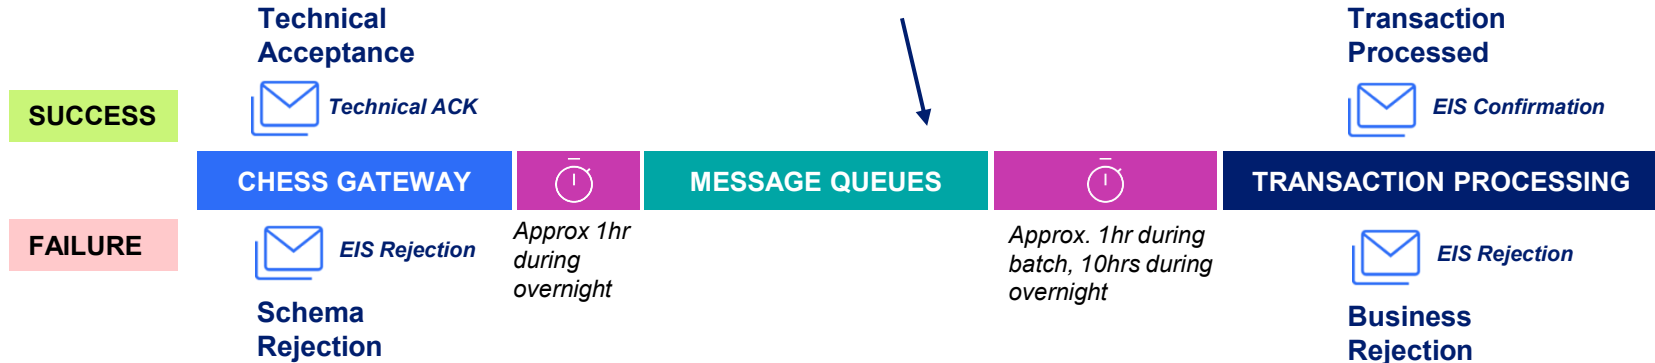 Technical
Acceptance
Transaction
Processed
SUCCESS
Technical ACK
EIS Confirmation
CHESS GATEWAY
MESSAGE QUEUES
TRANSACTION PROCESSING
FAILURE
EIS Rejection
Approx 1hr
during
overnight
Approx. 1hr during
batch, 10hrs during
overnight
EIS Rejection
Schema
Rejection
Business
Rejection